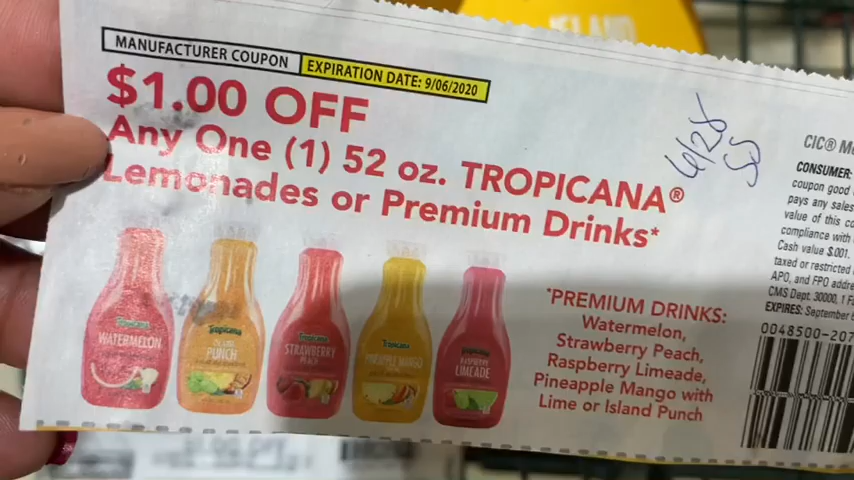 ISLAND
MANUFACTURER COUPON EXPIRATION DATE: 9/06/2020
$1.00 OFF
Any One (1) 52 oz. TROPICANA®
Lemonades or Premium Drinks*
6/28
SS
CIC® M
CONSUMER:
coupon good
pays any sales
value of this co
compliance with
Cash value $.001.
taxed or restricted
APO, and FPO addre
CMS Dept. 30000, 1 F
EXPIRES: September 6
0048500-207
*PREMIUM DRINKS:
Watermelon,
Strawberry Peach,
Raspberry Limeade,
Pineapple Mango with
Lime or Island Punch
Tropicana
WATERMELON
Tropicana
ISLAND
PUNCH
Tropicana
STRAWBERRY
PEACH
Tropicana
PINEAPPLE MANGO
Tropicana
RASPBERRY
LIMEADE